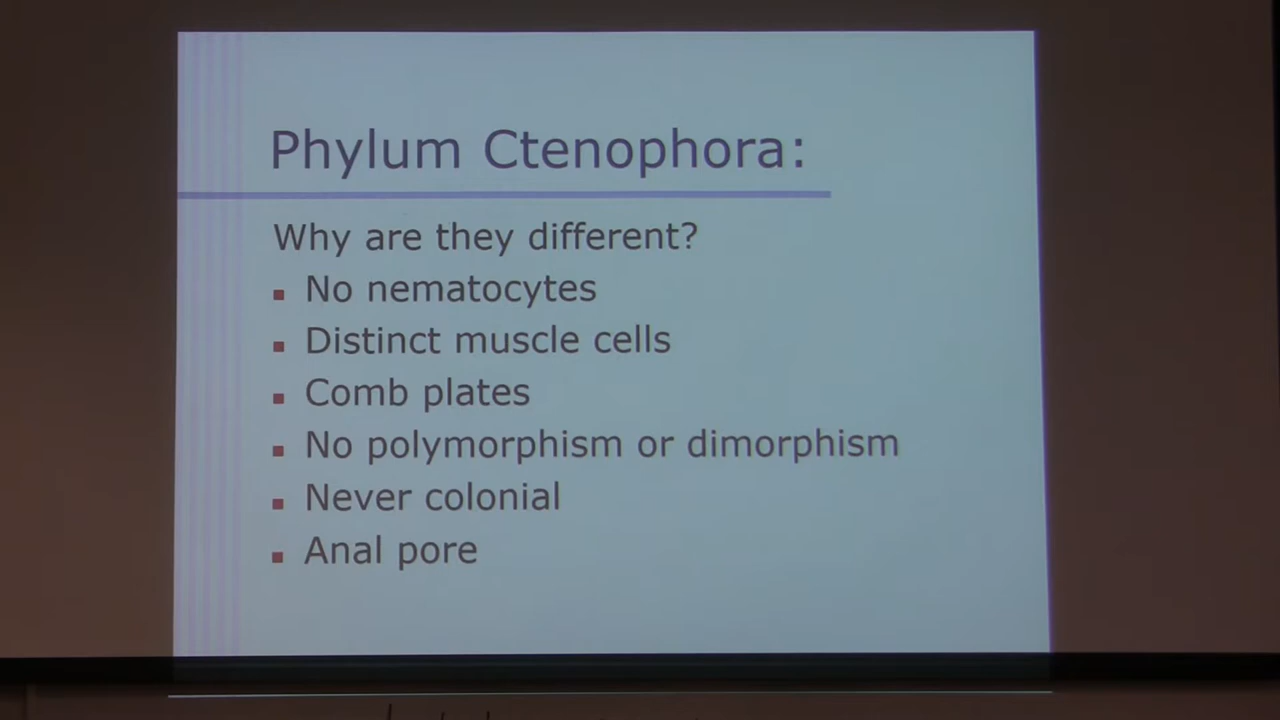 Phylum Ctenophora:
Why are they different?
No nematocytes
Distinct muscle cells
Comb plates
No polymorphism or dimorphism
Never colonial
Anal pore